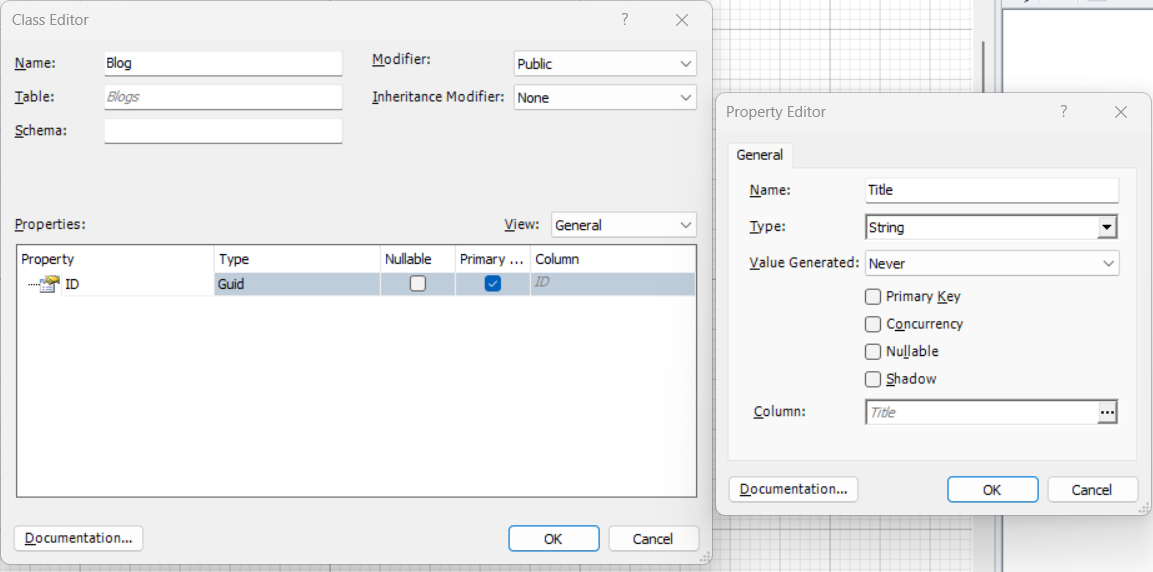 Class Editor ?
Name: Blog Modifier: Public
Table: Blogs Inheritance Modifier: None
Schema:
Properties: View: General
Property Type Nullable Primary ... Column
ID Guid ID
Documentation... OK Cancel
Property Editor ?
General
Name: Title
Type: String
Value Generated: Never
Primary Key
Concurrency
Nullable
Shadow
Column: Title ...
Documentation... OK Cancel